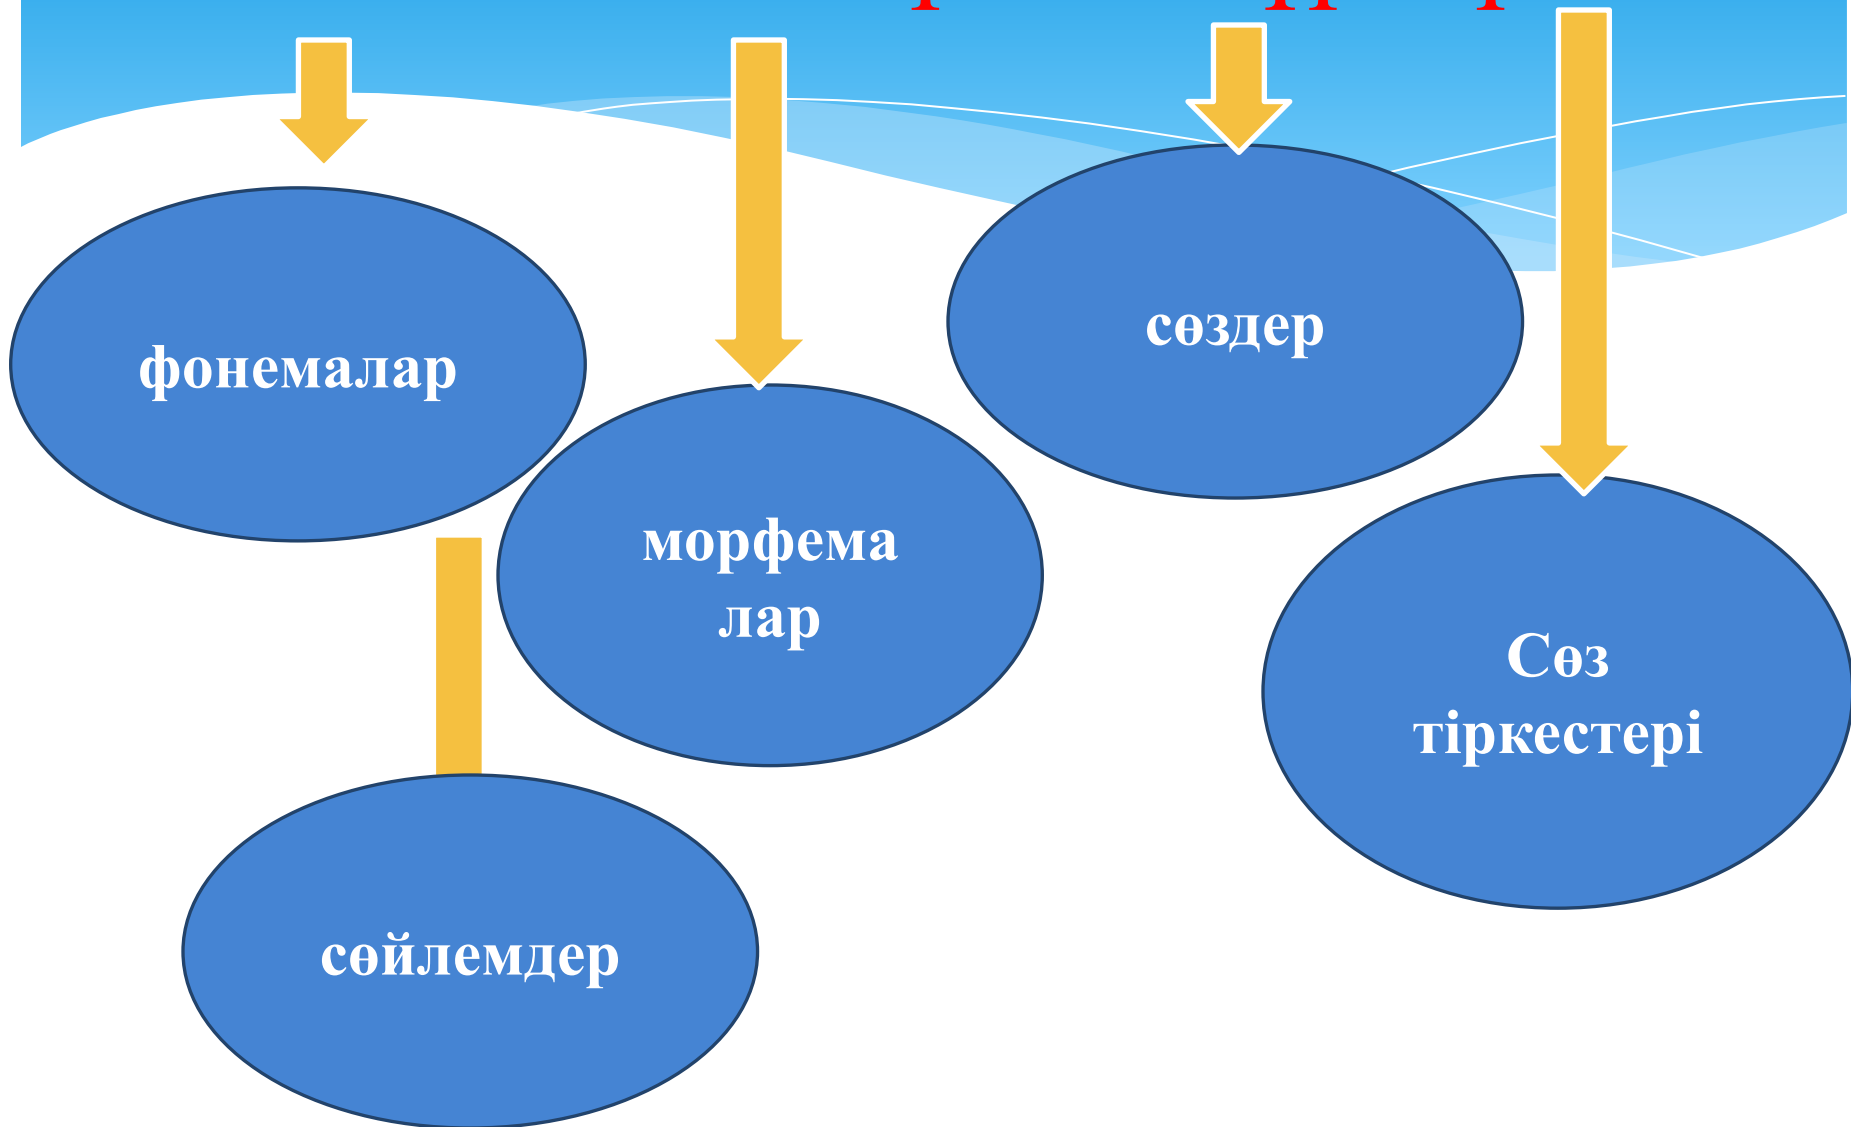 фонемалар
морфема
лар
сөздер
Сөз
тіркестері
сөйлемдер